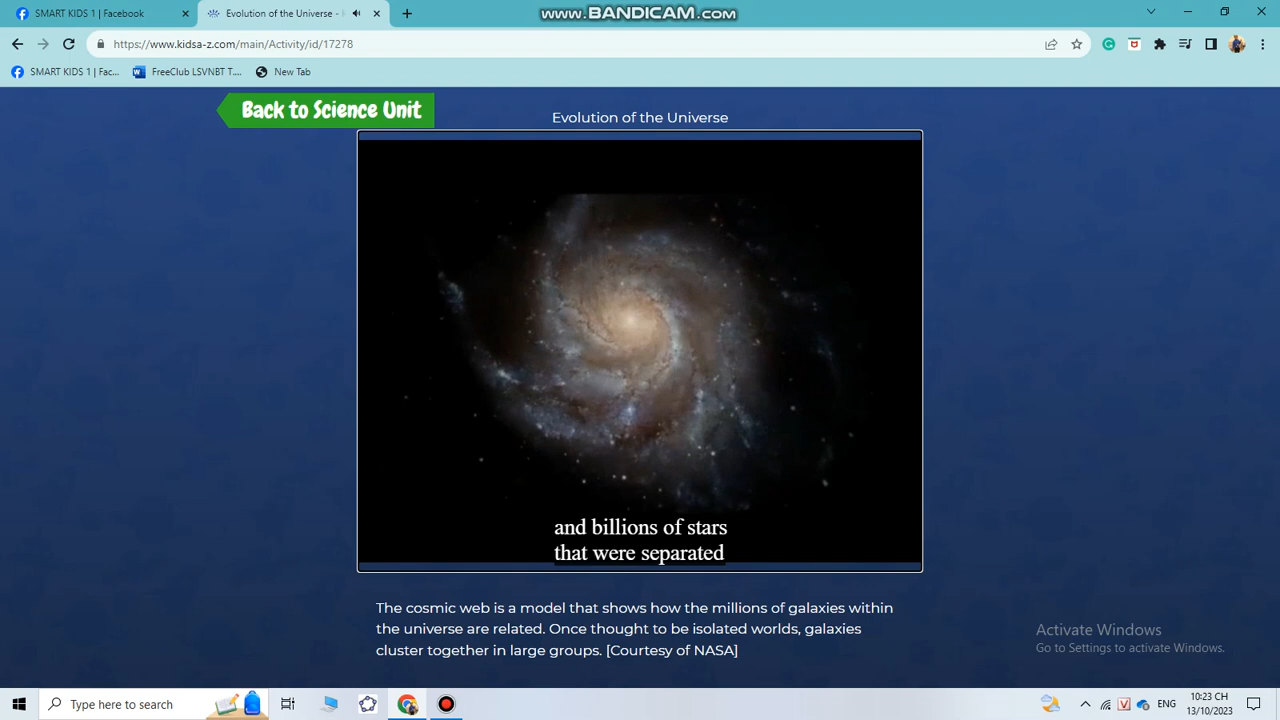 SMART KIDS 1 | Facebook
Evolution of the Universe -
www.BANDICAM.com
https://www.kidsa-z.com/main/Activity/id/17278
SMART KIDS 1 | Fac...
FreeClub LSVNBT T....
New Tab
Back to Science Unit
Evolution of the Universe
and billions of stars
that were separated
The cosmic web is a model that shows how the millions of galaxies within
the universe are related. Once thought to be isolated worlds, galaxies
cluster together in large groups. [Courtesy of NASA]
Activate Windows
Go to Settings to activate Windows.
Type here to search
ENG
10:23 CH
13/10/2023